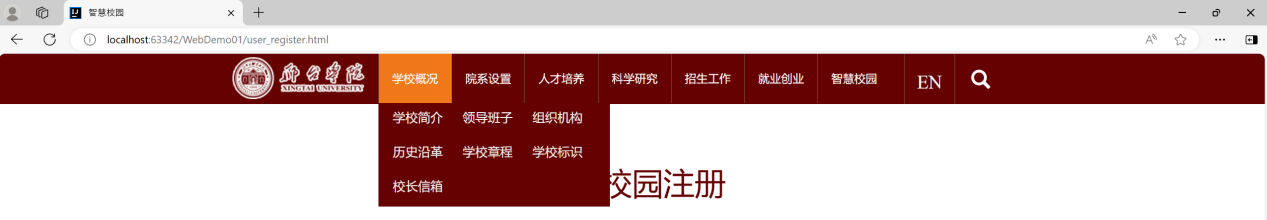 智慧校园
localhost:63342/WebDemo01/user_register.html
邢台学院
XINGTAI UNIVERSITY
学校概况 院系设置 人才培养 科学研究 招生工作 就业创业 智慧校园 EN
学校简介 领导班子 组织机构
历史沿革 学校章程 学校标识
校长信箱
校园注册